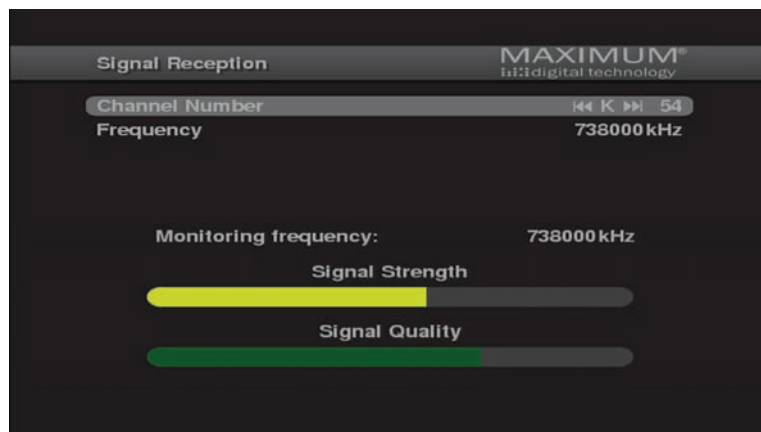 Signal Reception
MAXIMUM®
digital technology
Channel Number K 54
Frequency 738000 kHz
Monitoring frequency: 738000 kHz
Signal Strength
Signal Quality